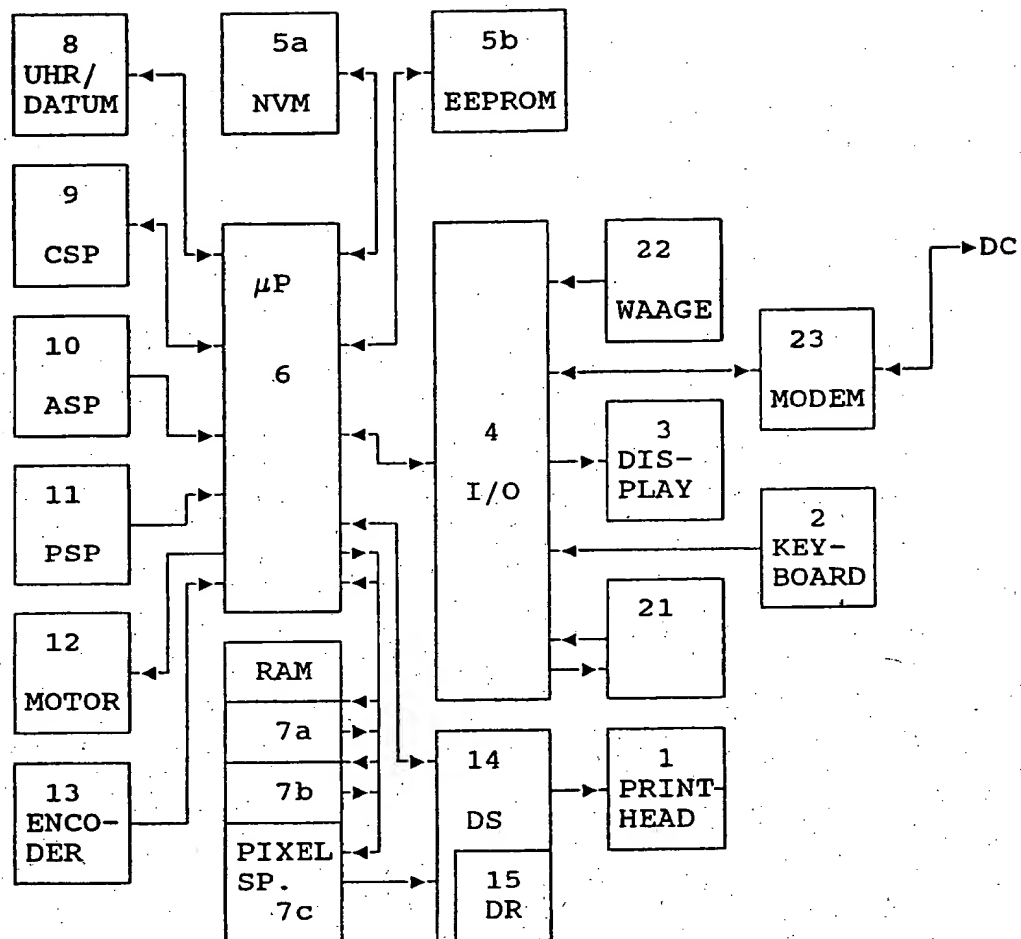 8
UHR/
DATUM
5a
NVM
5b
EEPROM
9
CSP
µP
6
10
ASP
11
PSP
12
MOTOR
13
ENCO-
DER
RAM
7a
7b
PIXEL
SP.
7c
4
I/O
22
WAAGE
DC
23
MODEM
3
DIS-
PLAY
2
KEY-
BOARD
21
14
DS
15
DR
1
PRINT-
HEAD